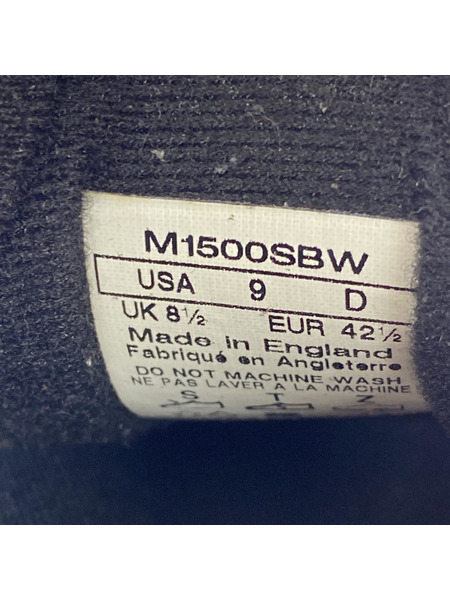 M1500SBW
USA 9 D
UK 8½ EUR 42½
Made in England
Fabriqué en Angleterre
DO NOT MACHINE WASH
NE PAS LAVER A LA MACHINE
S T Z